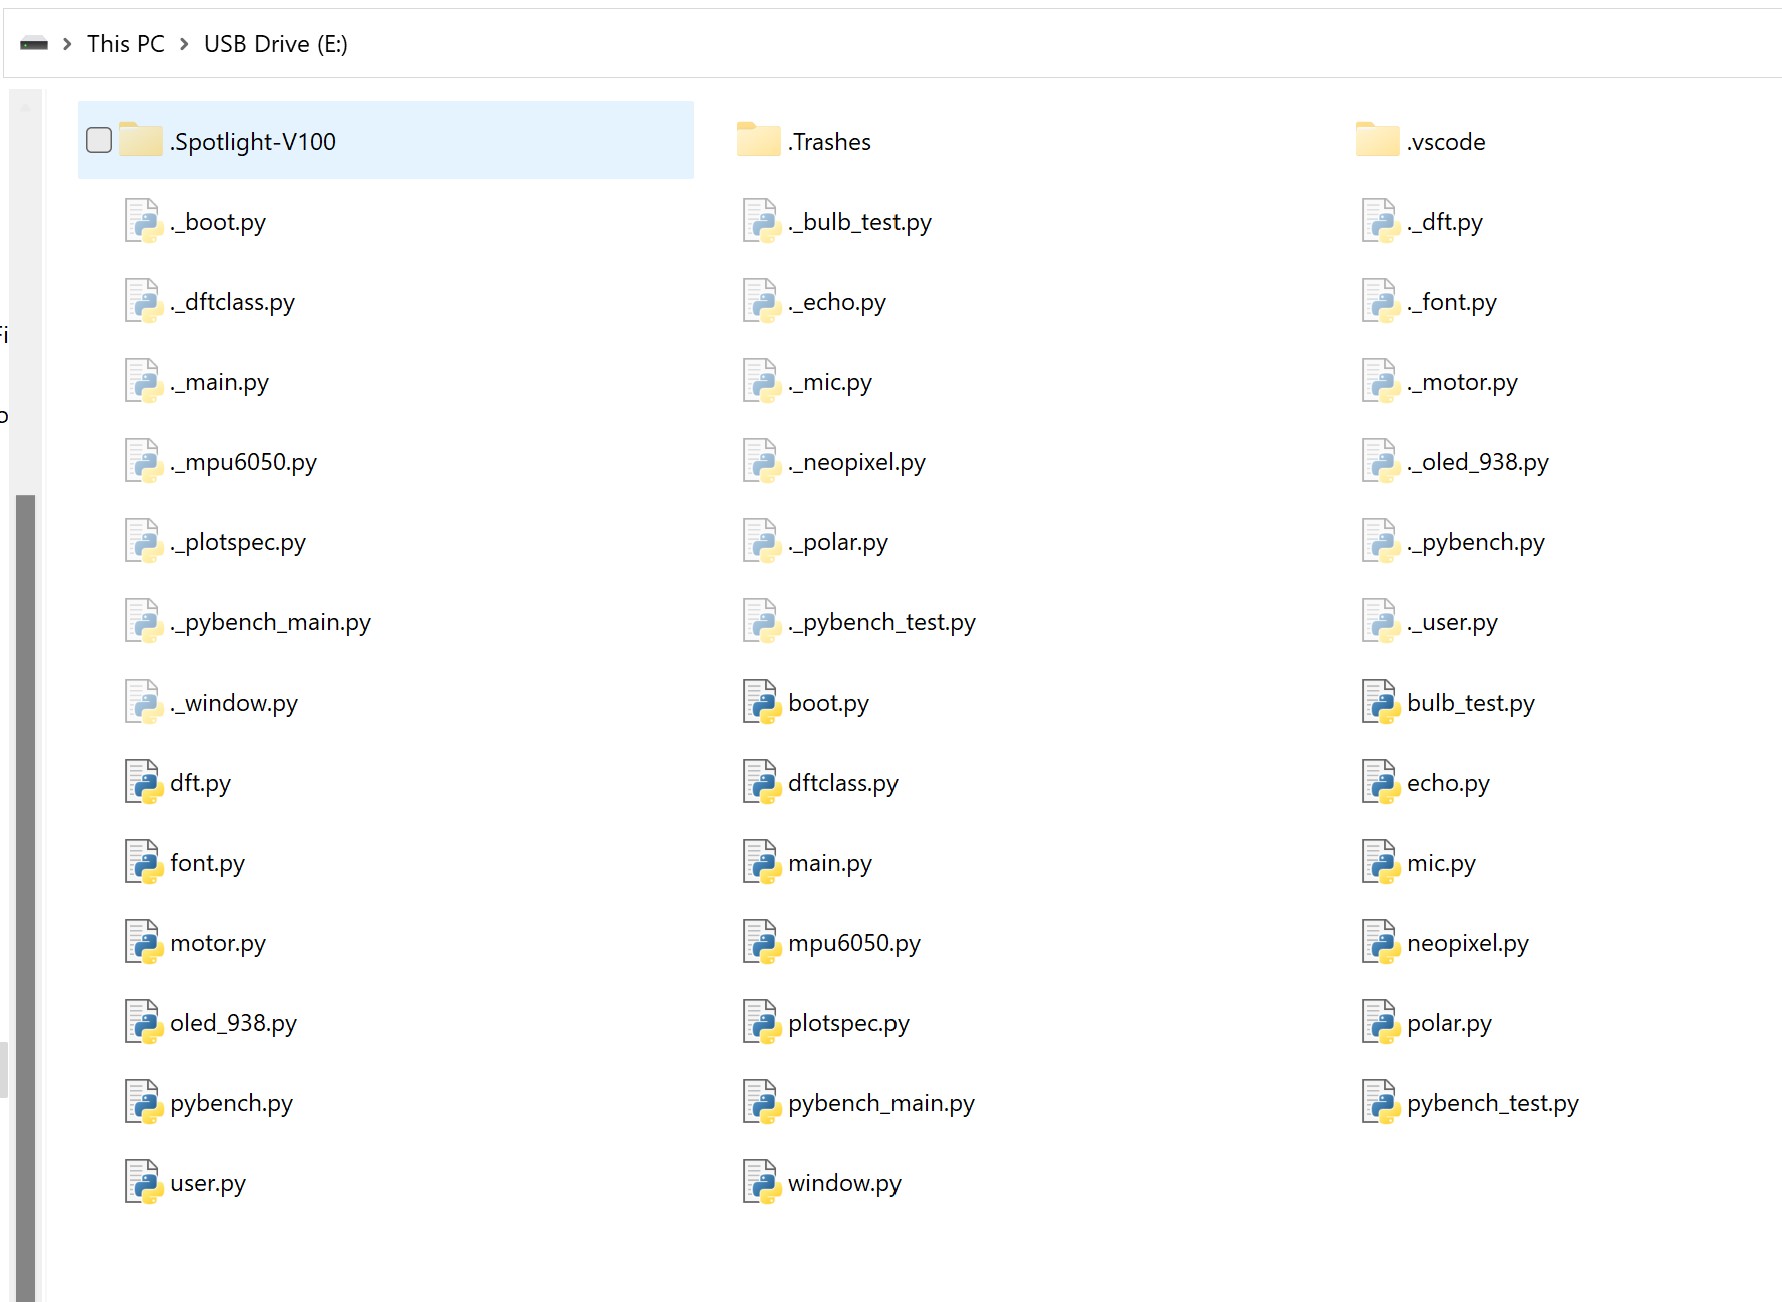 This PC > USB Drive (E:)
.Spotlight-V100
.Trashes
.vscode
._boot.py
._bulb_test.py
._dft.py
._dftclass.py
._echo.py
._font.py
._main.py
._mic.py
._motor.py
._mpu6050.py
._neopixel.py
._oled_938.py
._plotspec.py
._polar.py
._pybench.py
._pybench_main.py
._pybench_test.py
._user.py
._window.py
boot.py
bulb_test.py
dft.py
dftclass.py
echo.py
font.py
main.py
mic.py
motor.py
mpu6050.py
neopixel.py
oled_938.py
plotspec.py
polar.py
pybench.py
pybench_main.py
pybench_test.py
user.py
window.py